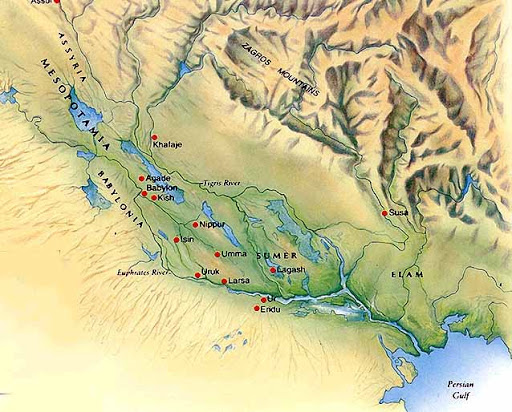 Assur
ASSYRIA
MESOPOTAMIA
ZAGROS MOUNTAINS
Khafaje
Agade
Babylon
Kish
Tigris River
BABYLONIA
Susa
Nippur
Isin
Umma
SUMER
Euphrates River
Uruk
Larsa
Lagash
ELAM
Ur
Eridu
Persian
Gulf